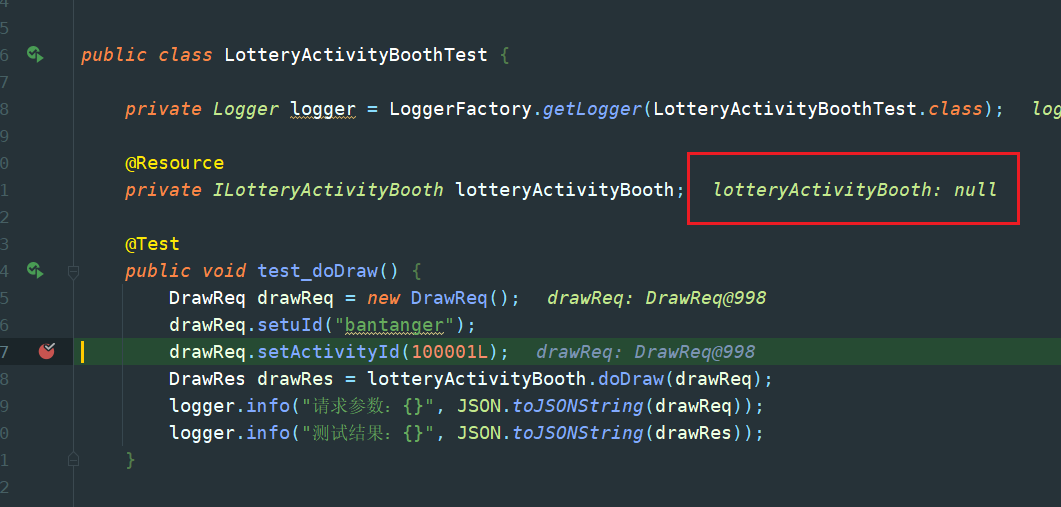 4
5
6 public class LotteryActivityBoothTest {
7
8 private Logger logger = LoggerFactory.getLogger(LotteryActivityBoothTest.class); log
9
0 @Resource
1 private ILotteryActivityBooth lotteryActivityBooth; lotteryActivityBooth: null
2
3 @Test
4 public void test_doDraw() {
5 DrawReq drawReq = new DrawReq(); drawReq: DrawReq@998
6 drawReq.setuId("bantanger");
7 drawReq.setActivityId(100001L); drawReq: DrawReq@998
8 DrawRes drawRes = lotteryActivityBooth.doDraw(drawReq);
9 logger.info("请求参数：{}", JSON.toJSONString(drawReq));
0 logger.info("测试结果：{}", JSON.toJSONString(drawRes));
1 }
2